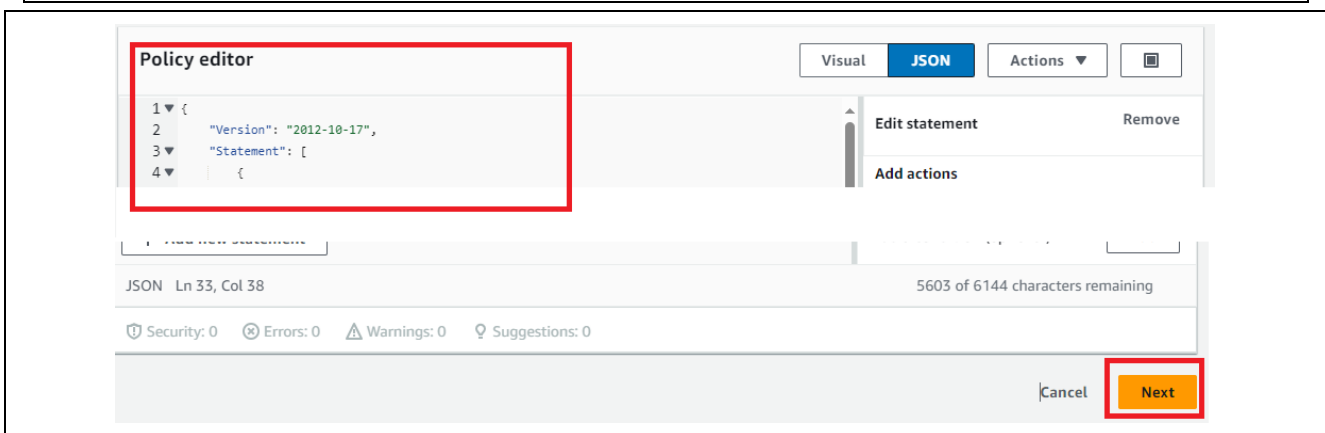 Policy editor
Visual JSON Actions ▼
1 ▼ {
2 "Version": "2012-10-17",
3 ▼ "Statement": [
4 ▼ {
Edit statement Remove
Add actions
JSON Ln 33, Col 38
5603 of 6144 characters remaining
Security: 0 Errors: 0 Warnings: 0 Suggestions: 0
Cancel Next